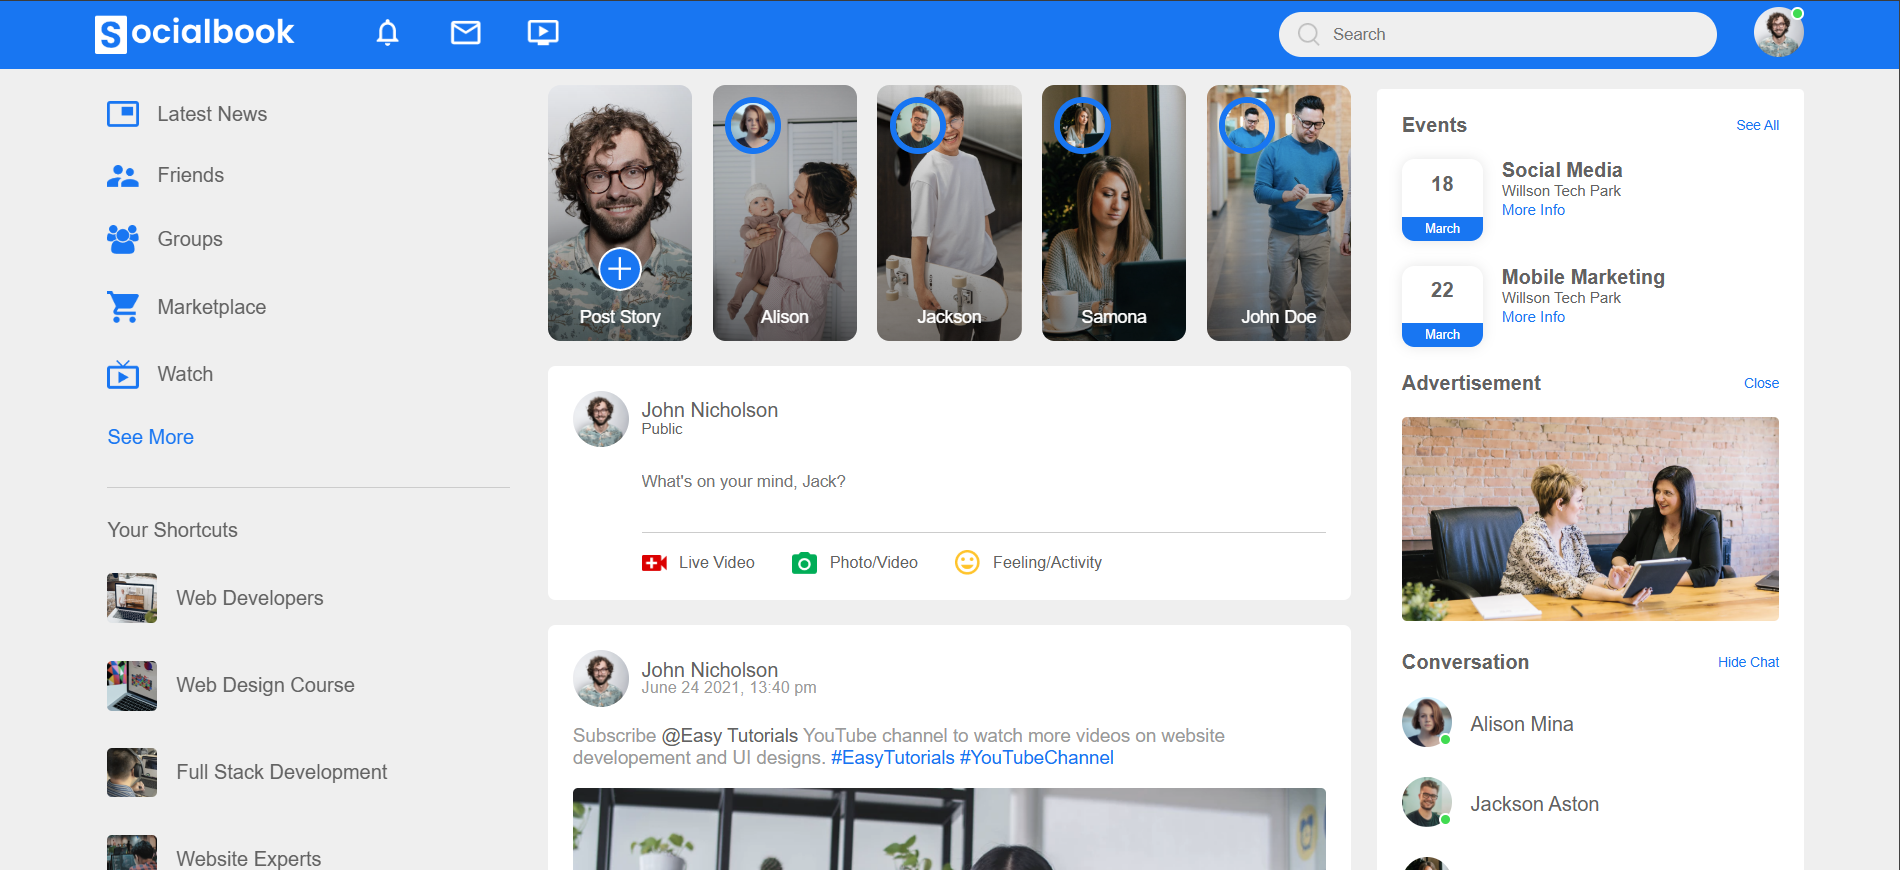 Socialbook
Search
Latest News
Friends
Groups
Marketplace
Watch
See More
Your Shortcuts
Web Developers
Web Design Course
Full Stack Development
Website Experts
Post Story
Alison
Jackson
Samona
John Doe
John Nicholson
Public
What's on your mind, Jack?
Live Video
Photo/Video
Feeling/Activity
John Nicholson
June 24 2021, 13:40 pm
Subscribe @Easy Tutorials YouTube channel to watch more videos on website
developement and UI designs. #EasyTutorials #YouTubeChannel
Events
See All
18
March
Social Media
Willson Tech Park
More Info
22
March
Mobile Marketing
Willson Tech Park
More Info
Advertisement
Close
Conversation
Hide Chat
Alison Mina
Jackson Aston